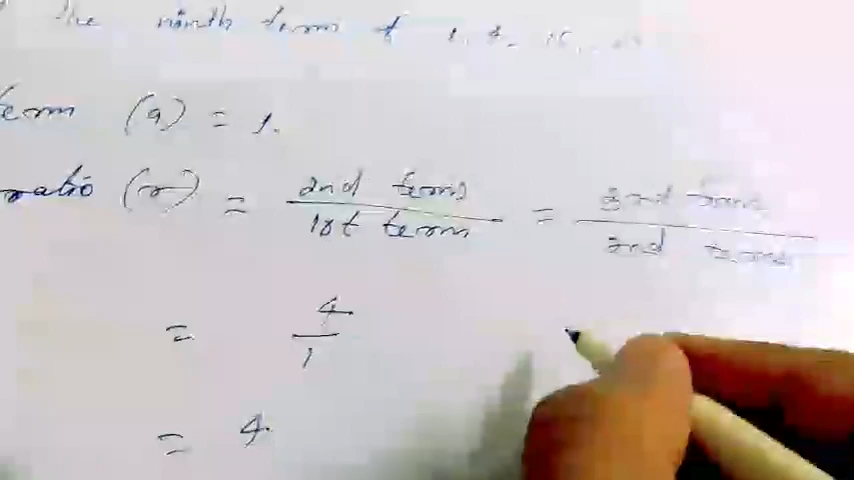 the ninth term of 1, 4, 16, ...
term (a) = 1.
ratio (r) = 2nd term / 1st term = 3rd term / 2nd term
= 4 / 1
= 4